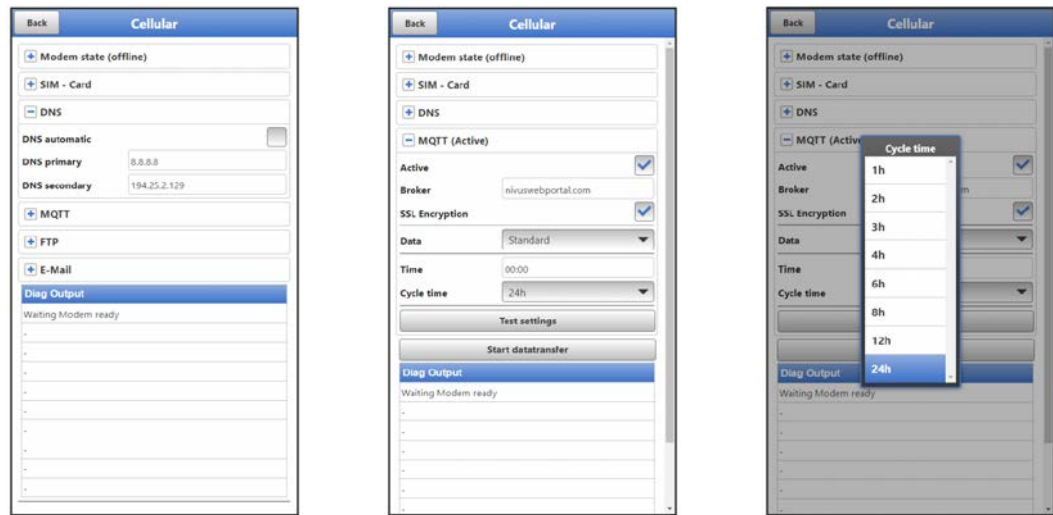 Back Cellular
Modem state (offline)
SIM - Card
DNS
DNS automatic
DNS primary 8.8.8.8
DNS secondary 194.25.2.129
MQTT
FTP
E-Mail
Diag Output
Waiting Modem ready
-
-
-
-
-
-
-
-
-
Back Cellular
Modem state (offline)
SIM - Card
DNS
MQTT (Active)
Active
Broker nivuswebportal.com
SSL Encryption
Data Standard
Time 00:00
Cycle time 24h
Test settings
Start datatransfer
Diag Output
Waiting Modem ready
-
-
-
-
-
-
Back Cellular
Modem state (offline)
SIM - Card
DNS
MQTT (Active
Active
Broker m
SSL Encryption
Data
Time
Cycle time
Diag Output
Waiting Modem ready
-
-
-
-
-
-
Cycle time
1h
2h
3h
4h
6h
8h
12h
24h